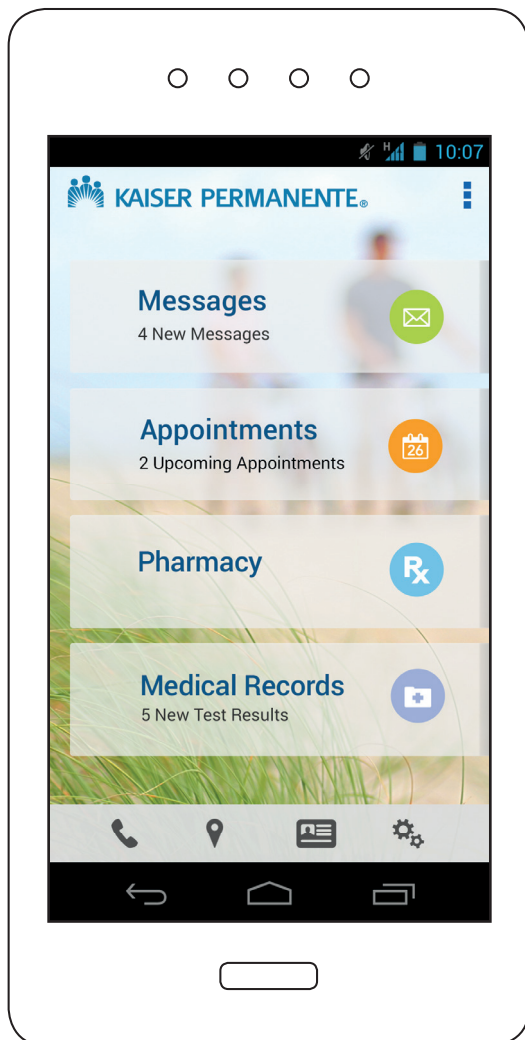 H 10:07
KAISER PERMANENTE®
Messages
4 New Messages
Appointments
2 Upcoming Appointments
26
Pharmacy
Rx
Medical Records
5 New Test Results